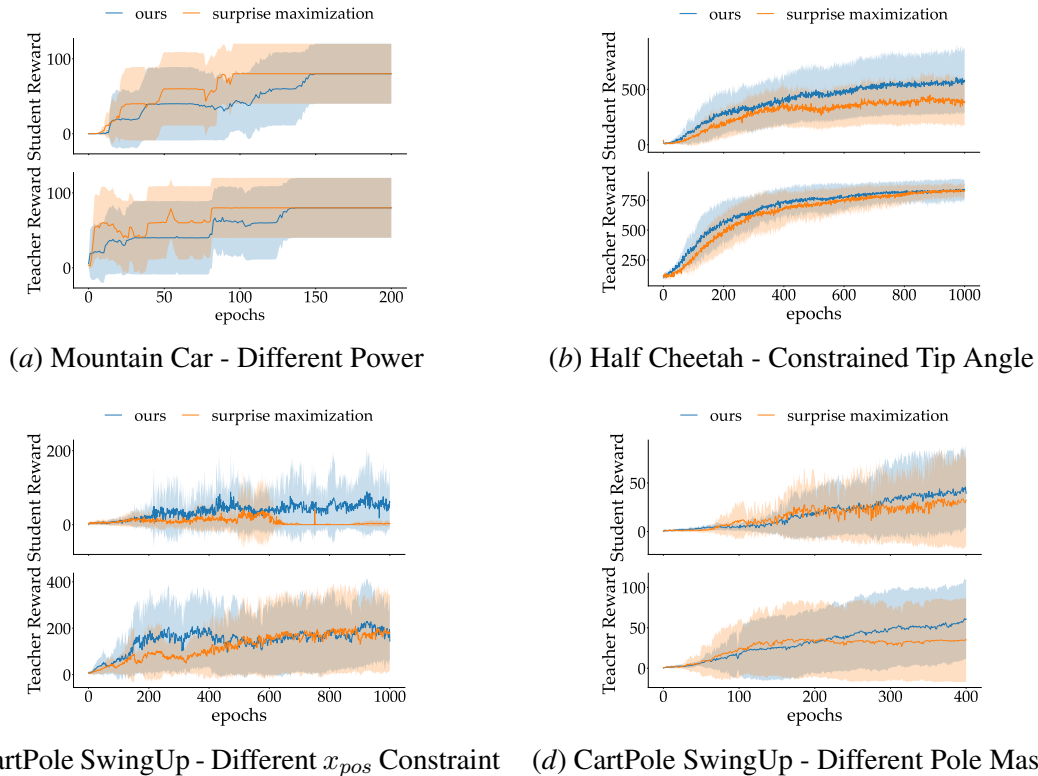 ours surprise maximization
ours surprise maximization
100
0
Student Reward
100
0
Teacher Reward
0 50 100 150 200
epochs
500
0
Student Reward
750
500
250
Teacher Reward
0 200 400 600 800 1000
epochs
(a) Mountain Car - Different Power
(b) Half Cheetah - Constrained Tip Angle
ours surprise maximization
ours surprise maximization
200
0
Student Reward
400
200
0
Teacher Reward
0 200 400 600 800 1000
epochs
50
0
Student Reward
100
50
0
Teacher Reward
0 100 200 300 400
epochs
artPole SwingUp - Different x_pos Constraint
(d) CartPole SwingUp - Different Pole Mas